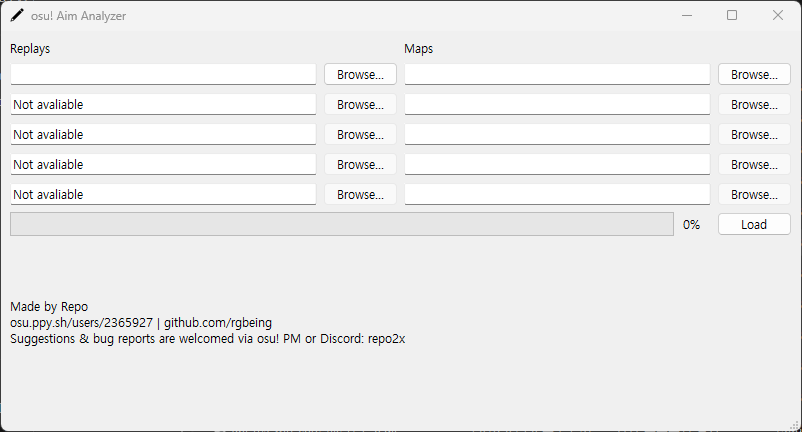 osu! Aim Analyzer
Replays Maps
Browse... Browse...
Not avaliable Browse... Browse...
Not avaliable Browse... Browse...
Not avaliable Browse... Browse...
Not avaliable Browse... Browse...
0% Load
Made by Repo
osu.ppy.sh/users/2365927 | github.com/rgbeing
Suggestions & bug reports are welcomed via osu! PM or Discord: repo2x